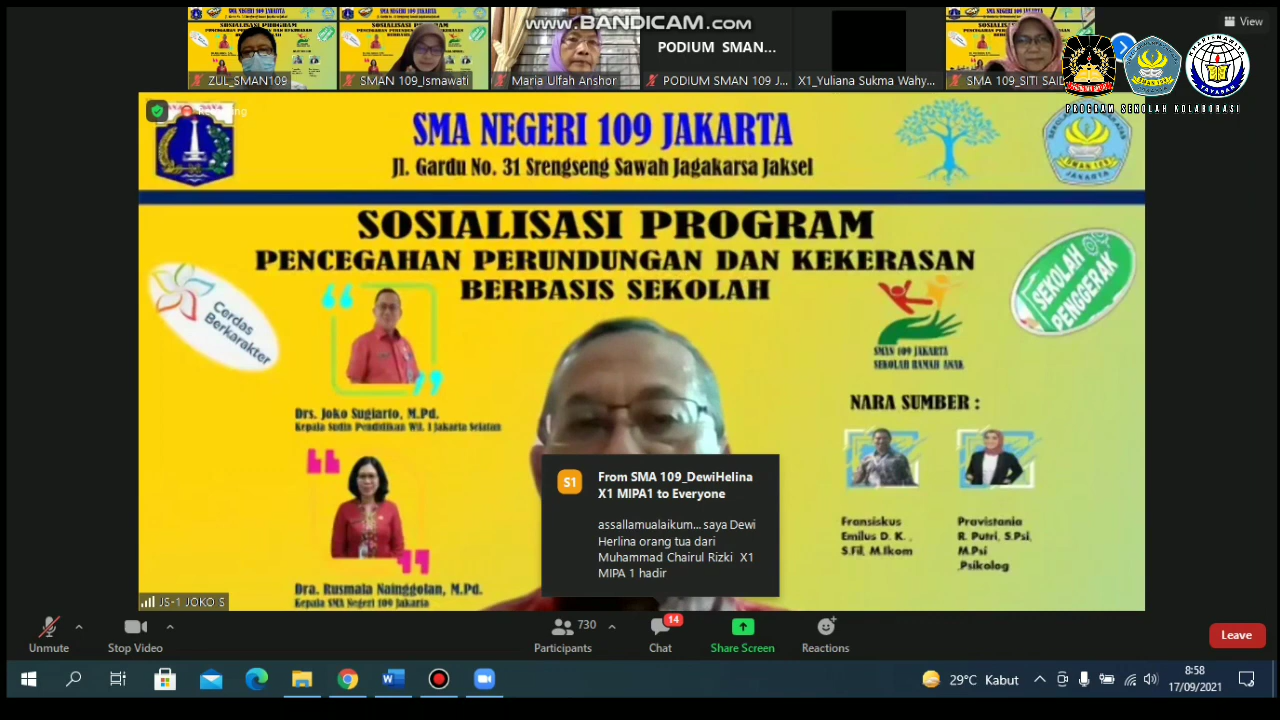 www.BANDICAM.com
ZUL_SMAN109
SMAN 109_Ismawati
Maria Ulfah Anshor
PODIUM SMAN...
PODIUM SMAN 109 J...
X1_Yuliana Sukma Wahy...
SMA 109_SITI SAID
View
PROGRAM SEKOLAH KOLABORASI
SMA NEGERI 109 JAKARTA
Jl. Gardu No. 31 Srengseng Sawah Jagakarsa Jaksel
SMAN 109
JAKARTA
SOSIALISASI PROGRAM
PENCEGAHAN PERUNDUNGAN DAN KEKERASAN
BERBASIS SEKOLAH
Cerdas
Berkarakter
SEKOLAH
PENGGERAK
SMAN 109 JAKARTA
SEKOLAH RAMAH ANAK
Drs. Joko Sugiarto, M.Pd.
Kepala Sudin Pendidikan Wil. I Jakarta Selatan
NARA SUMBER :
Fransiskus
Emilus D. K. ,
S.Fil, M.Ikom
Pravistania
R. Putri, S.Psi,
M.Psi
,Psikolog
Dra. Rusmala Nainggolan, M.Pd.
Kepala SMA Negeri 109 Jakarta
S1
From SMA 109_DewiHelina
X1 MIPA1 to Everyone
assallamualaikum... saya Dewi
Herlina orang tua dari
Muhammad Chairul Rizki X1
MIPA 1 hadir
JS-1 JOKO S
Unmute
Stop Video
730
Participants
14
Chat
Share Screen
Reactions
Leave
29°C Kabut
8:58
17/09/2021